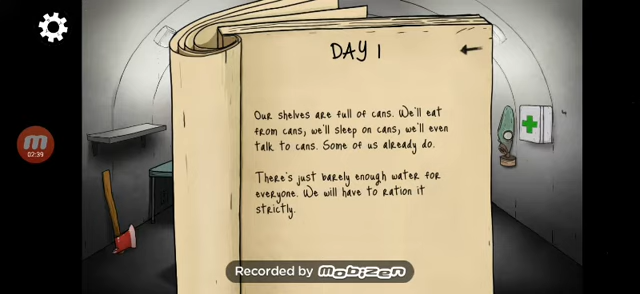 DAY 1
Our shelves are full of cans. We'll eat
from cans, we'll sleep on cans, we'll even
talk to cans. Some of us already do.
There's just barely enough water for
everyone. We will have to ration it
strictly.
02:39
Recorded by mobizen